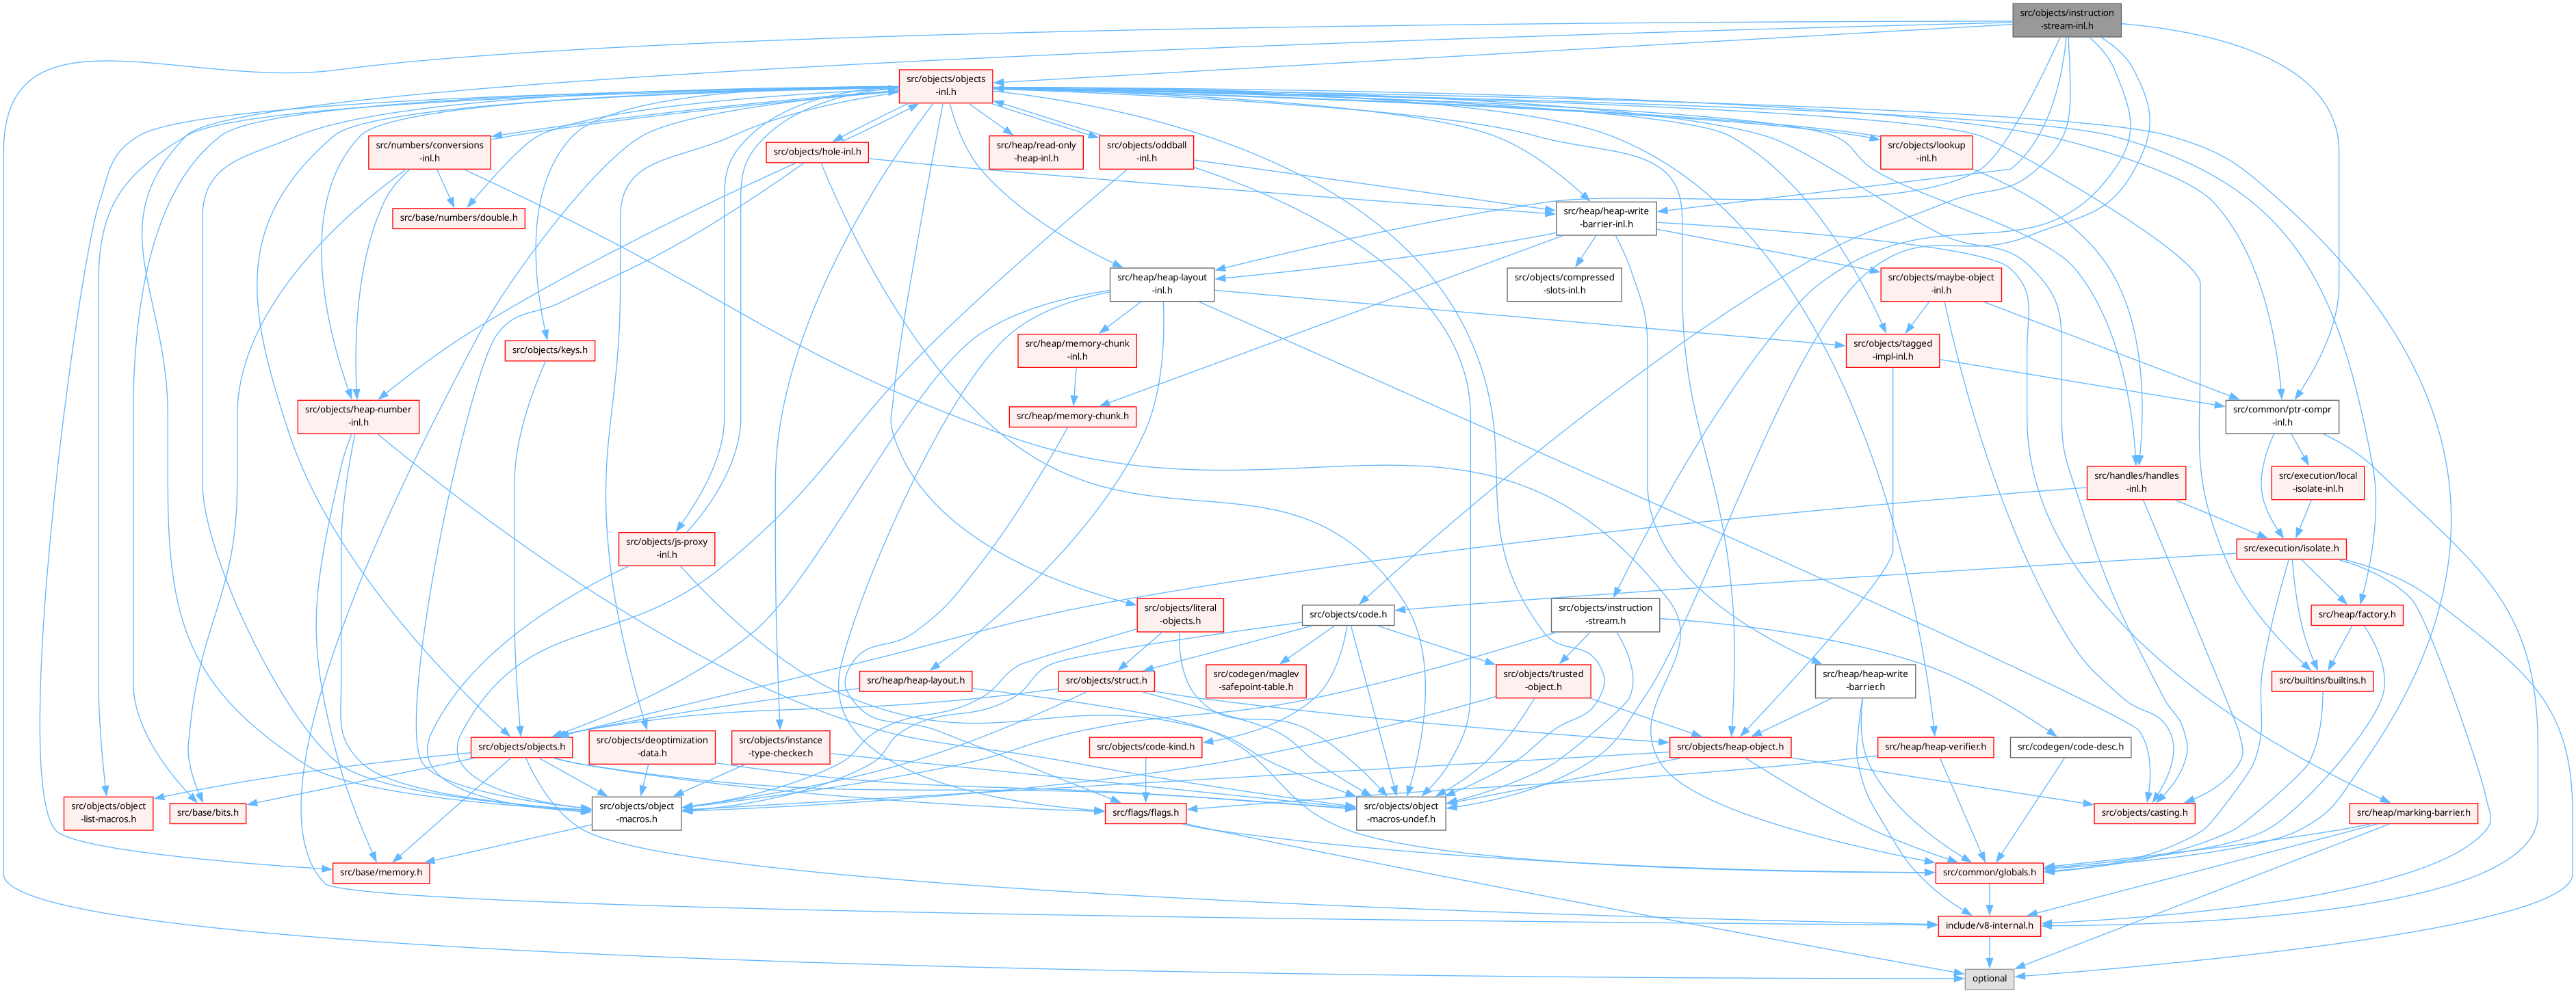 src/objects/instruction
-stream-inl.h
src/objects/objects
-inl.h
src/numbers/conversions
-inl.h
src/objects/hole-inl.h
src/heap/read-only
-heap-inl.h
src/objects/oddball
-inl.h
src/objects/lookup
-inl.h
src/base/numbers/double.h
src/heap/heap-write
-barrier-inl.h
src/heap/heap-layout
-inl.h
src/objects/compressed
-slots-inl.h
src/objects/maybe-object
-inl.h
src/objects/keys.h
src/heap/memory-chunk
-inl.h
src/objects/tagged
-impl-inl.h
src/objects/heap-number
-inl.h
src/heap/memory-chunk.h
src/common/ptr-compr
-inl.h
src/handles/handles
-inl.h
src/execution/local
-isolate-inl.h
src/objects/js-proxy
-inl.h
src/execution/isolate.h
src/objects/literal
-objects.h
src/objects/code.h
src/objects/instruction
-stream.h
src/heap/factory.h
src/heap/heap-layout.h
src/objects/struct.h
src/codegen/maglev
-safepoint-table.h
src/objects/trusted
-object.h
src/heap/heap-write
-barrier.h
src/builtins/builtins.h
src/objects/objects.h
src/objects/deoptimization
-data.h
src/objects/instance
-type-checker.h
src/objects/code-kind.h
src/objects/heap-object.h
src/heap/heap-verifier.h
src/codegen/code-desc.h
src/objects/object
-list-macros.h
src/base/bits.h
src/objects/object
-macros.h
src/flags/flags.h
src/objects/object
-macros-undef.h
src/objects/casting.h
src/heap/marking-barrier.h
src/base/memory.h
src/common/globals.h
include/v8-internal.h
optional